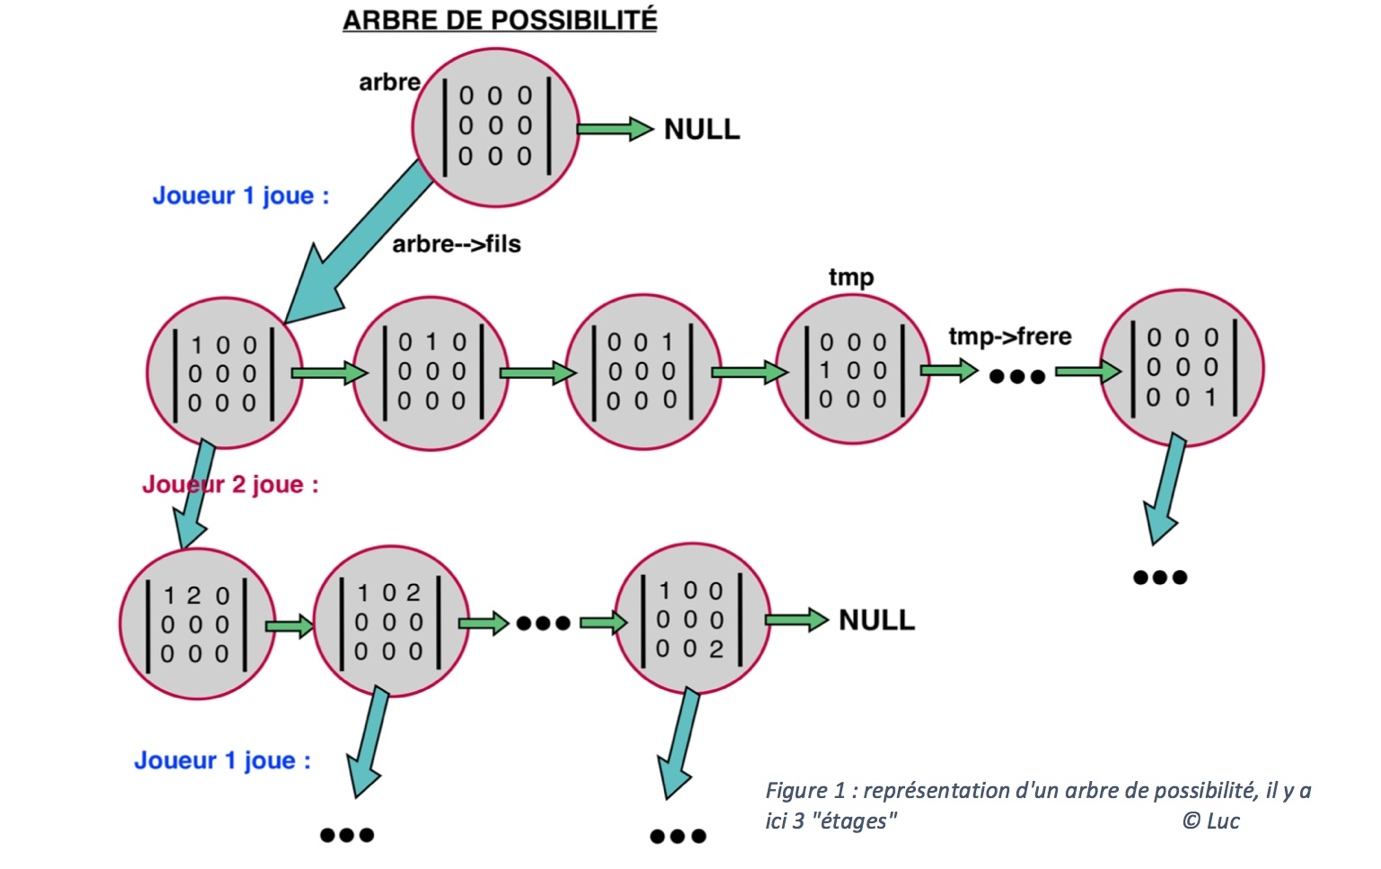 ARBRE DE POSSIBILITÉ
arbre
0 0 0
0 0 0
0 0 0
NULL
Joueur 1 joue :
arbre-->fils
tmp
1 0 0
0 0 0
0 0 0
0 1 0
0 0 0
0 0 0
0 0 1
0 0 0
0 0 0
0 0 0
1 0 0
0 0 0
tmp->frere
0 0 0
0 0 0
0 0 1
Joueur 2 joue :
1 2 0
0 0 0
0 0 0
1 0 2
0 0 0
0 0 0
1 0 0
0 0 0
0 0 2
NULL
Joueur 1 joue :
Figure 1 : représentation d'un arbre de possibilité, il y a
ici 3 "étages" © Luc